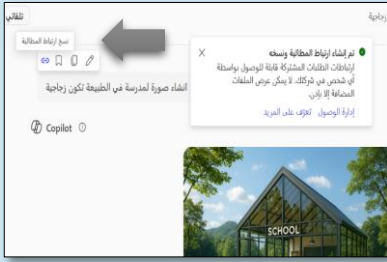 زجاجية
تلقائي
نسخ ارتباط المطالبة
تم إنشاء ارتباط المطالبة ونسخه
ارتباطات الطلبات المشتركة قابلة للوصول بواسطة
أي شخص في شركتك. لا يمكن عرض الملفات
المضافة إلا بإذن.
إدارة الوصول تعرّف على المزيد
انشاء صورة لمدرسة في الطبيعة تكون زجاجية
Copilot
SCHOOL